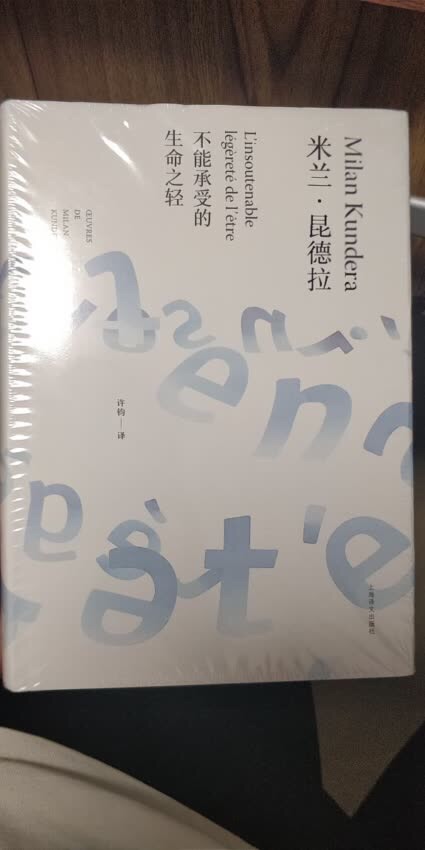 Milan Kundera
米兰·昆德拉
L'insoutenable
légèreté de l'être
不能承受的
生命之轻
ŒUVRES
DE
MILAN
许钧——译
上海译文出版社